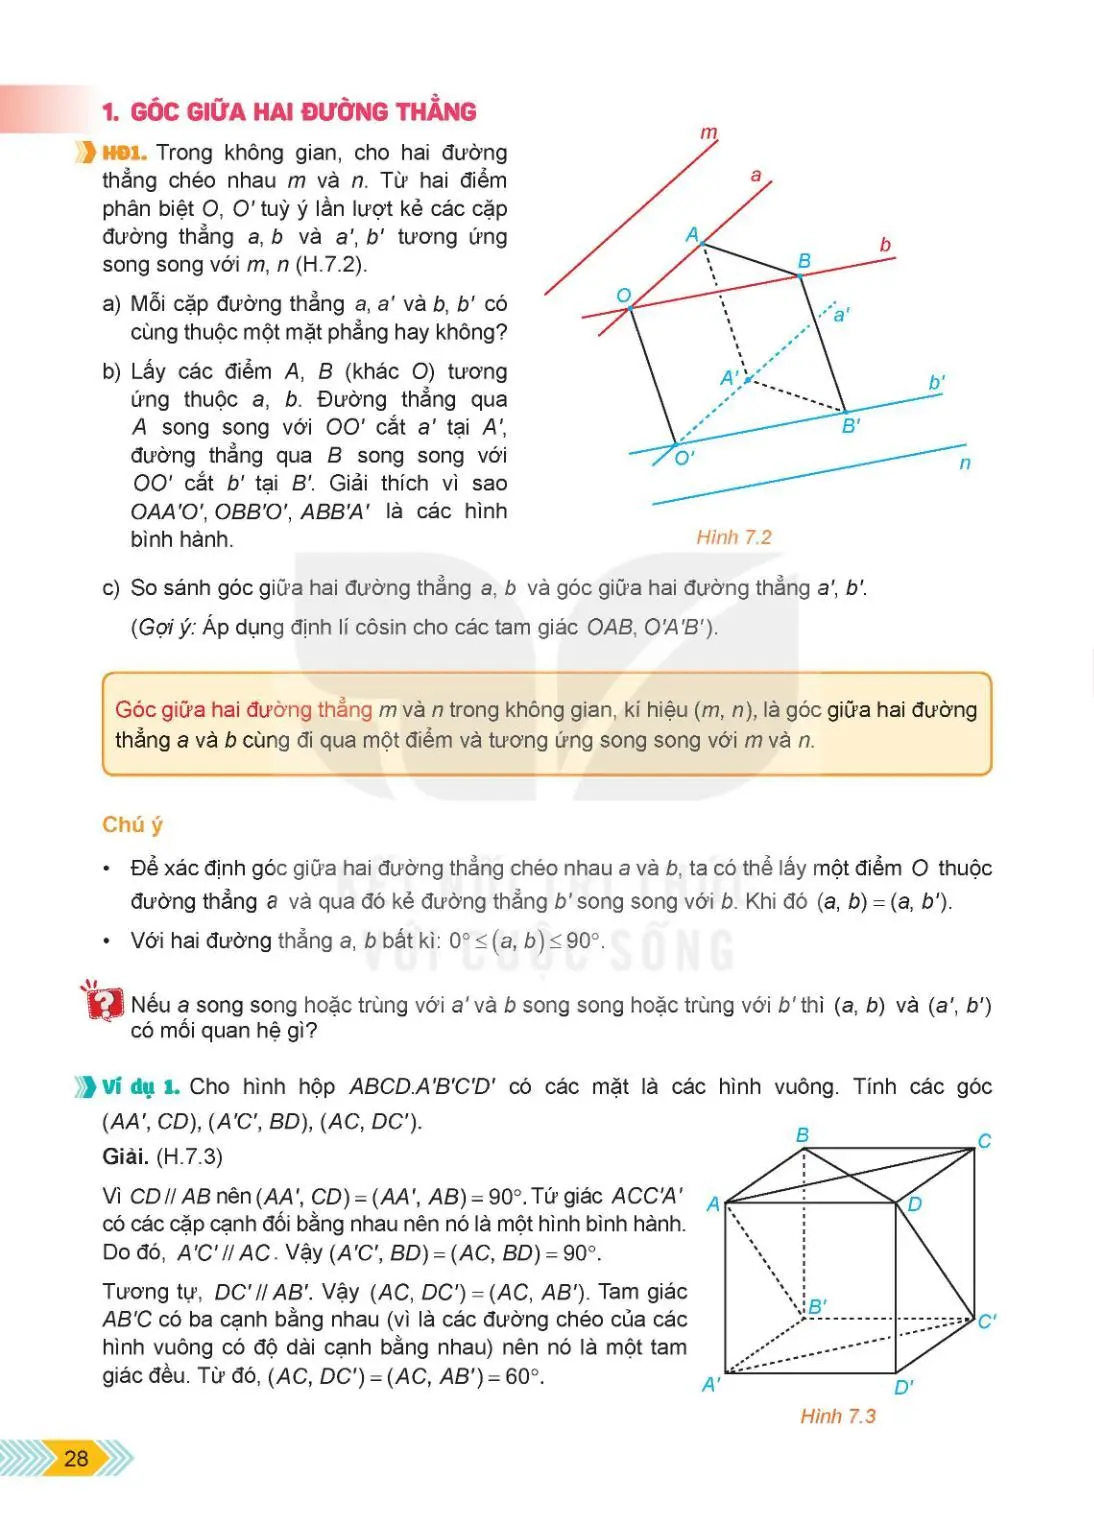 1. GÓC GIỮA HAI ĐƯỜNG THẲNG
HĐ1. Trong không gian, cho hai đường
thẳng chéo nhau m và n. Từ hai điểm
phân biệt O, O' tuỳ ý lần lượt kẻ các cặp
đường thẳng a, b và a', b' tương ứng
song song với m, n (H.7.2).
a) Mỗi cặp đường thẳng a, a' và b, b' có
cùng thuộc một mặt phẳng hay không?
b) Lấy các điểm A, B (khác O) tương
ứng thuộc a, b. Đường thẳng qua
A song song với OO' cắt a' tại A',
đường thẳng qua B song song với
OO' cắt b' tại B'. Giải thích vì sao
OAA'O', OBB'O', ABB'A' là các hình
bình hành.
m
a
A
b
B
O
a'
A'
b'
B'
O'
n
Hình 7.2
c) So sánh góc giữa hai đường thẳng a, b và góc giữa hai đường thẳng a', b'.
(Gợi ý: Áp dụng định lí côsin cho các tam giác OAB, O'A'B').
Góc giữa hai đường thẳng m và n trong không gian, kí hiệu (m, n), là góc giữa hai đường
thẳng a và b cùng đi qua một điểm và tương ứng song song với m và n.
Chú ý
• Để xác định góc giữa hai đường thẳng chéo nhau a và b, ta có thể lấy một điểm O thuộc
đường thẳng a và qua đó kẻ đường thẳng b' song song với b. Khi đó (a, b) = (a, b').
• Với hai đường thẳng a, b bất kì: 0° ≤ (a, b) ≤ 90°.
KẾT NỐI TRI THỨC
VỚI CUỘC SỐNG
?
Nếu a song song hoặc trùng với a' và b song song hoặc trùng với b' thì (a, b) và (a', b')
có mối quan hệ gì?
Ví dụ 1. Cho hình hộp ABCD.A'B'C'D' có các mặt là các hình vuông. Tính các góc
(AA', CD), (A'C', BD), (AC, DC').
Giải. (H.7.3)
Vì CD // AB nên (AA', CD) = (AA', AB) = 90°. Tứ giác ACC'A'
có các cặp cạnh đối bằng nhau nên nó là một hình bình hành.
Do đó, A'C' // AC. Vậy (A'C', BD) = (AC, BD) = 90°.
Tương tự, DC' // AB'. Vậy (AC, DC') = (AC, AB'). Tam giác
AB'C có ba cạnh bằng nhau (vì là các đường chéo của các
hình vuông có độ dài cạnh bằng nhau) nên nó là một tam
giác đều. Từ đó, (AC, DC') = (AC, AB') = 60°.
B
C
A
D
B'
C'
A'
D'
Hình 7.3
28